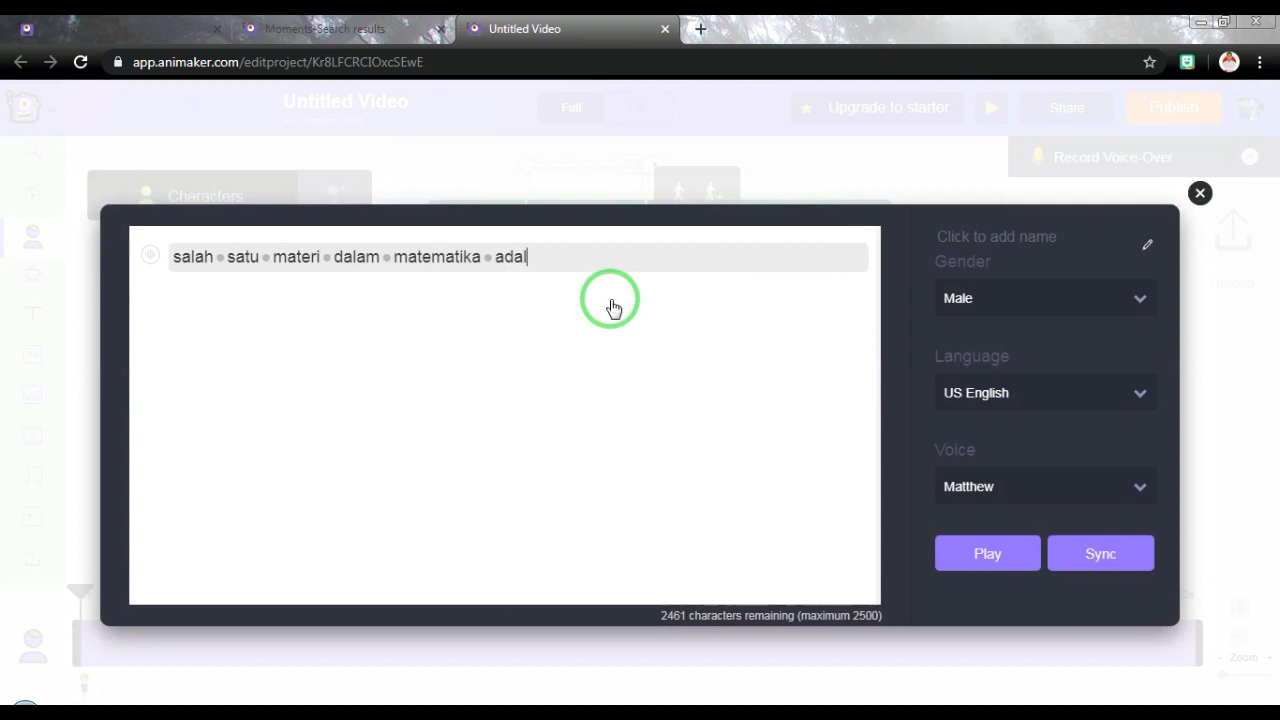 Moments-Search results
Untitled Video
app.animaker.com/editproject/Kr8LFCRCIOxcSEwE
Untitled Video
Full
Upgrade to starter
Share
Publish
Record Voice-Over
Characters
salah satu materi dalam matematika adal
Click to add name
Gender
Male
Language
US English
Voice
Matthew
Play
Sync
2461 characters remaining (maximum 2500)
Upload
- Zoom +